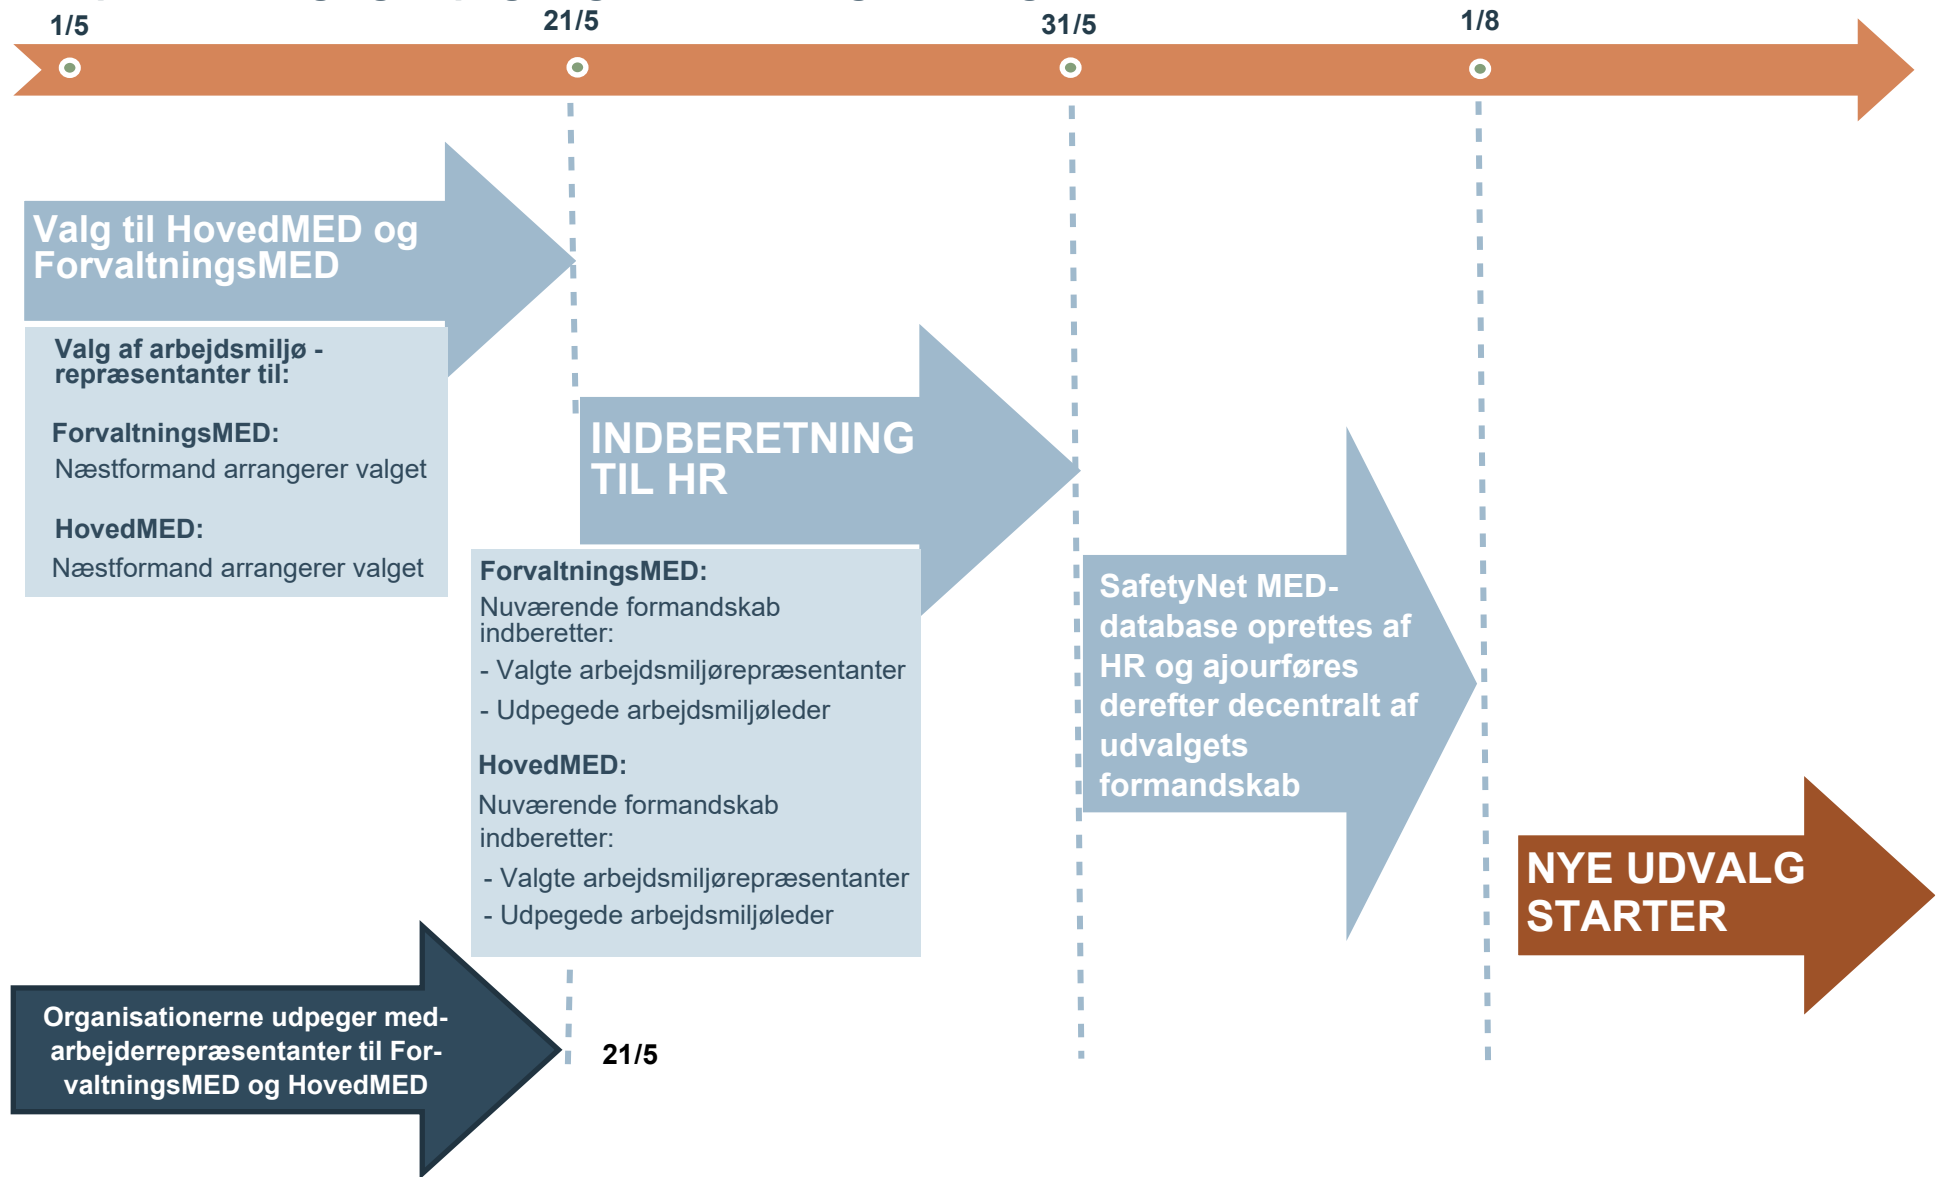 1/5
21/5
31/5
1/8
Valg til HovedMED og
ForvaltningsMED
Valg af arbejdsmiljø -
repræsentanter til:
ForvaltningsMED:
Næstformand arrangerer valget
HovedMED:
Næstformand arrangerer valget
INDBERETNING
TIL HR
ForvaltningsMED:
Nuværende formandskab
indberetter:
- Valgte arbejdsmiljørepræsentanter
- Udpegede arbejdsmiljøleder
HovedMED:
Nuværende formandskab
indberetter:
- Valgte arbejdsmiljørepræsentanter
- Udpegede arbejdsmiljøleder
SafetyNet MED-
database oprettes af
HR og ajourføres
derefter decentralt af
udvalgets
formandskab
NYE UDVALG
STARTER
Organisationerne udpeger med-
arbejderrepræsentanter til For-
valtningsMED og HovedMED
21/5